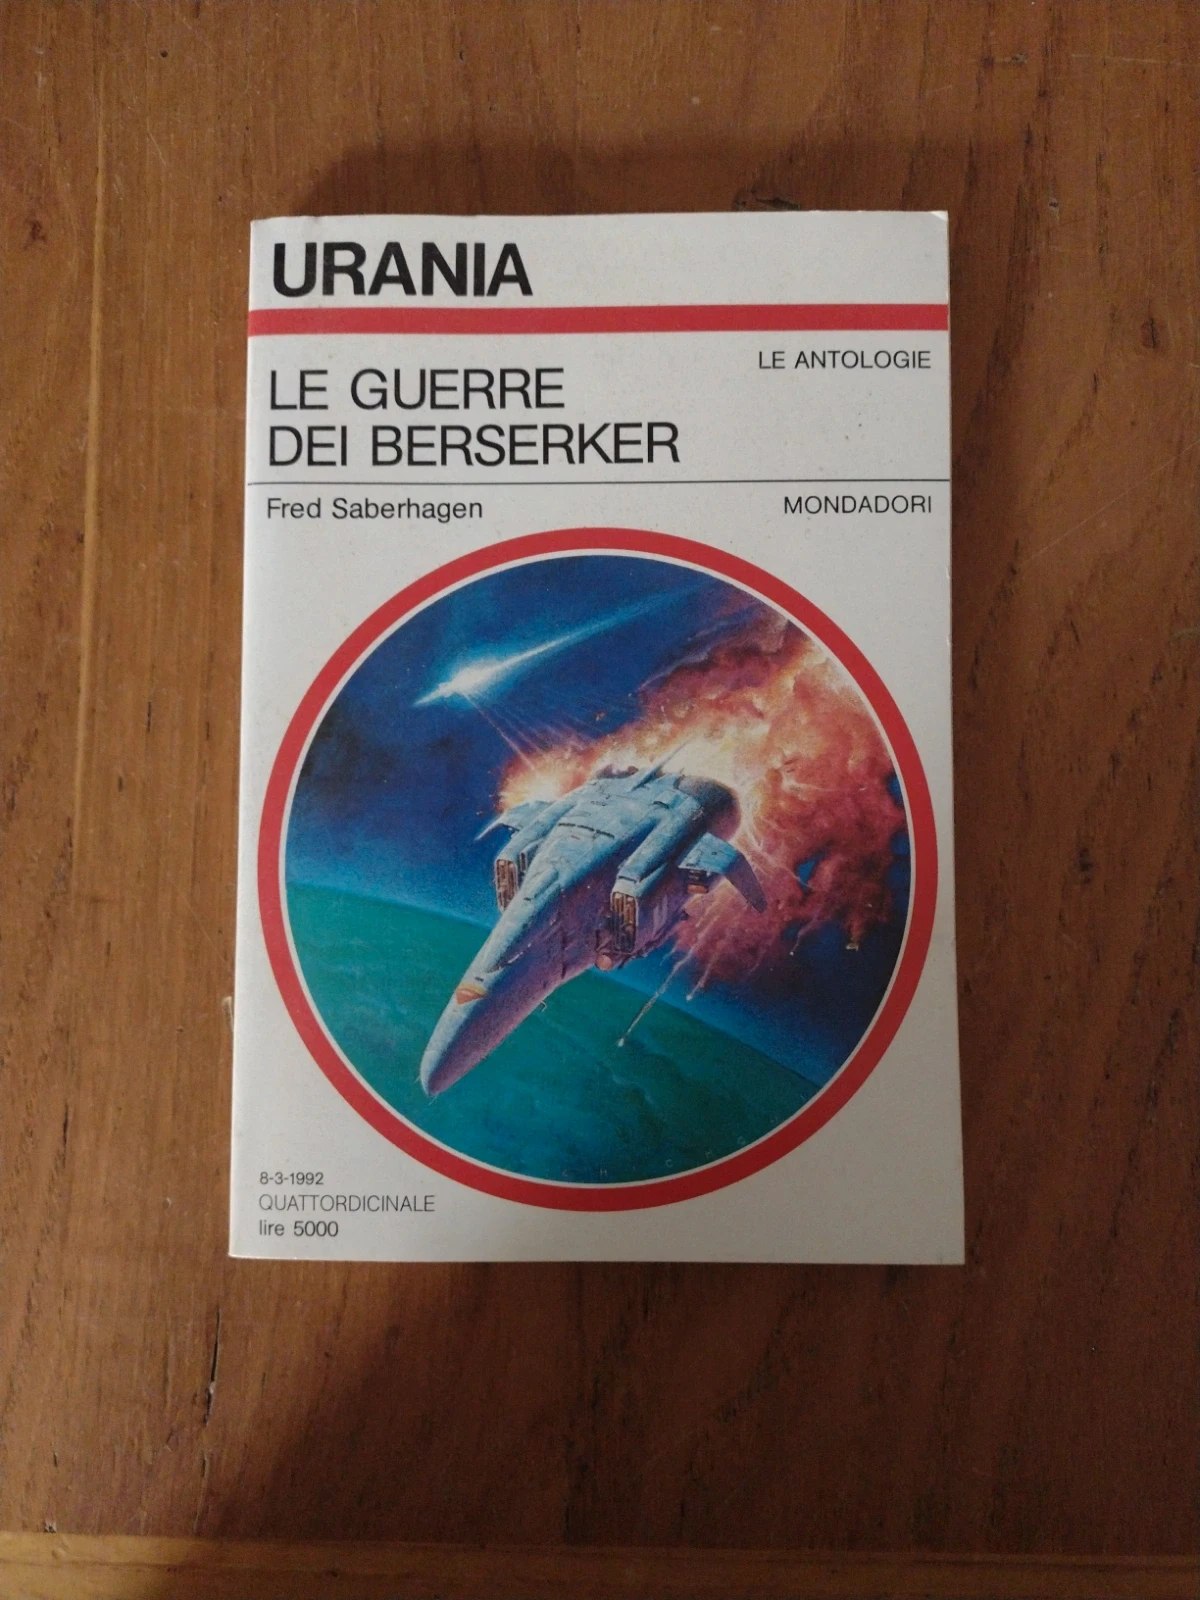 URANIA
LE ANTOLOGIE
LE GUERRE
DEI BERSERKER
Fred Saberhagen
MONDADORI
8-3-1992
QUATTORDICINALE
lire 5000